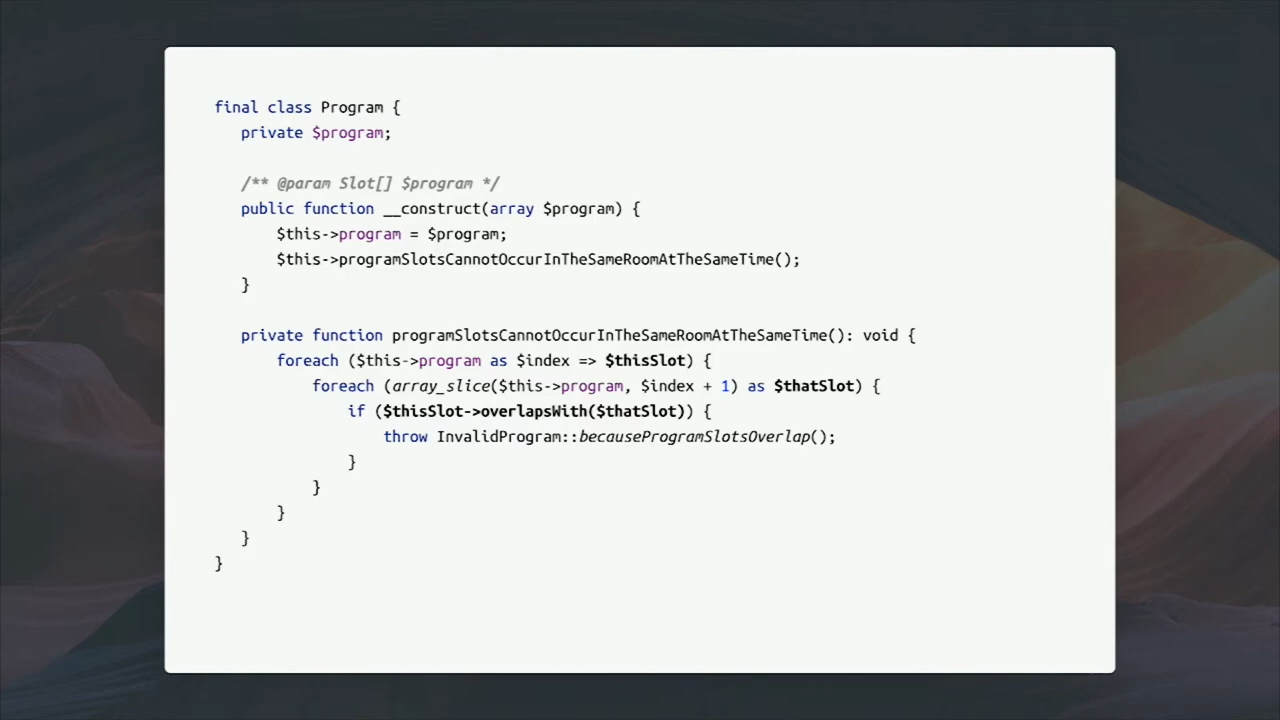 final class Program {
private $program;
/** @param Slot[] $program */
public function __construct(array $program) {
$this->program = $program;
$this->programSlotsCannotOccurInTheSameRoomAtTheSameTime();
}
private function programSlotsCannotOccurInTheSameRoomAtTheSameTime(): void {
foreach ($this->program as $index => $thisSlot) {
foreach (array_slice($this->program, $index + 1) as $thatSlot) {
if ($thisSlot->overlapsWith($thatSlot)) {
throw InvalidProgram::becauseProgramSlotsOverlap();
}
}
}
}
}